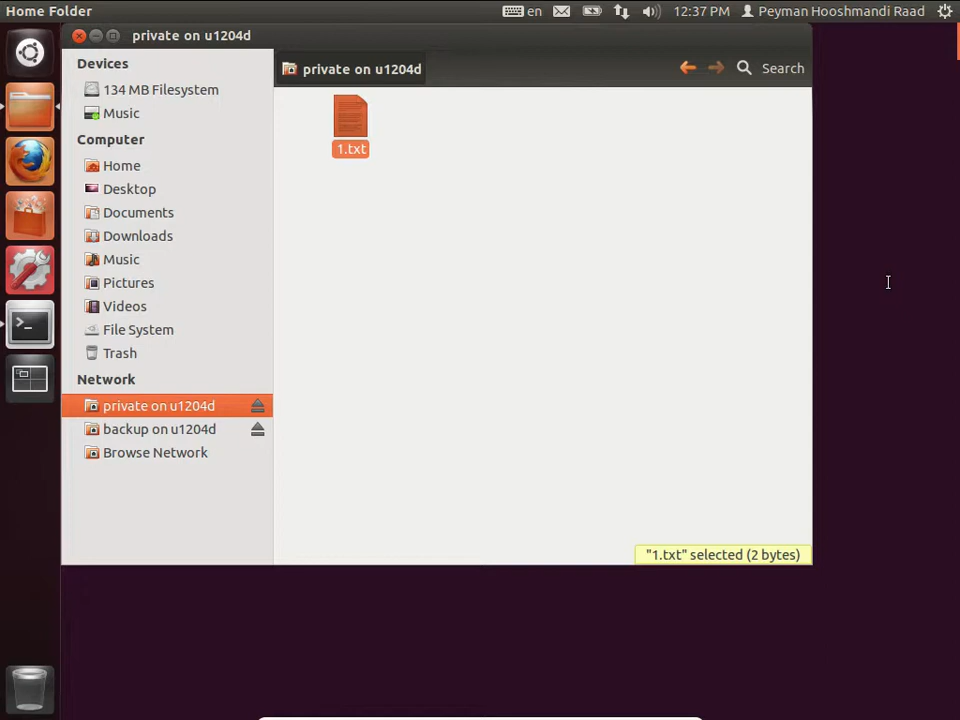 Home Folder
en
12:37 PM
Peyman Hooshmandi Raad
private on u1204d
Devices
134 MB Filesystem
Music
Computer
Home
Desktop
Documents
Downloads
Music
Pictures
Videos
File System
Trash
Network
private on u1204d
backup on u1204d
Browse Network
private on u1204d
Search
1.txt
"1.txt" selected (2 bytes)